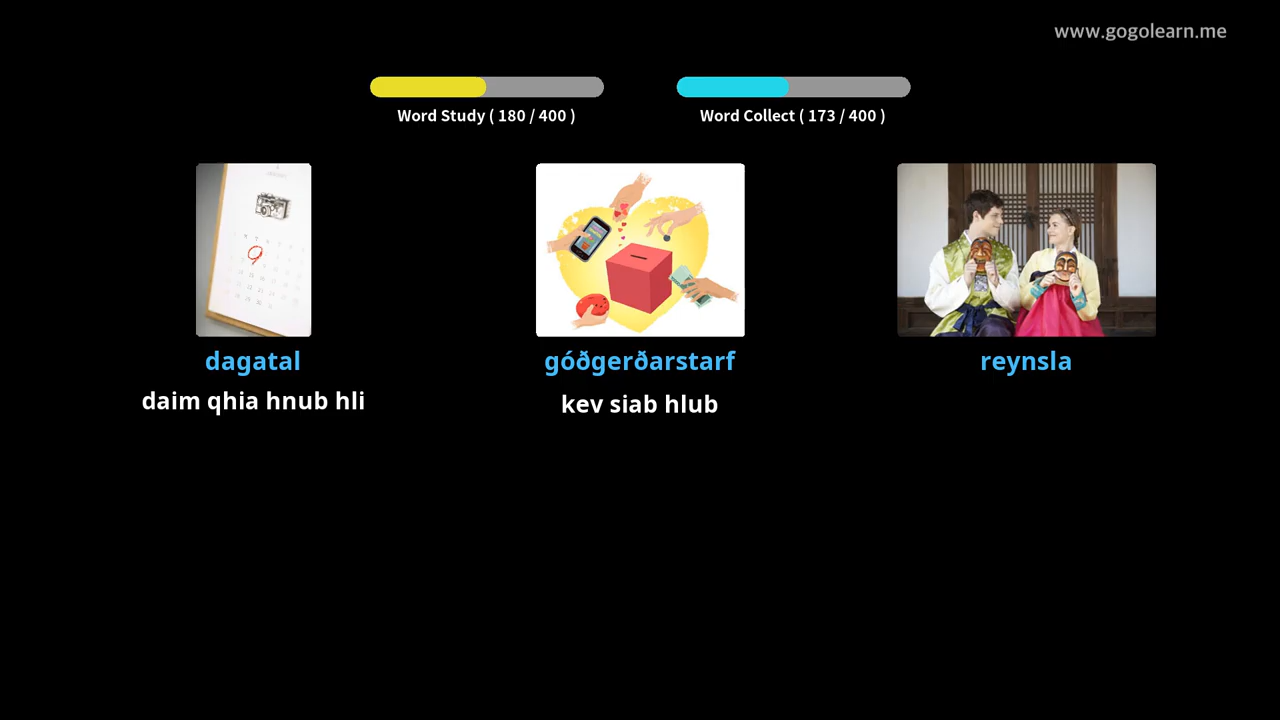 www.gogolearn.me
Word Study ( 180 / 400 )
Word Collect ( 173 / 400 )
dagatal
góðgerðarstarf
reynsla
daim qhia hnub hli
kev siab hlub